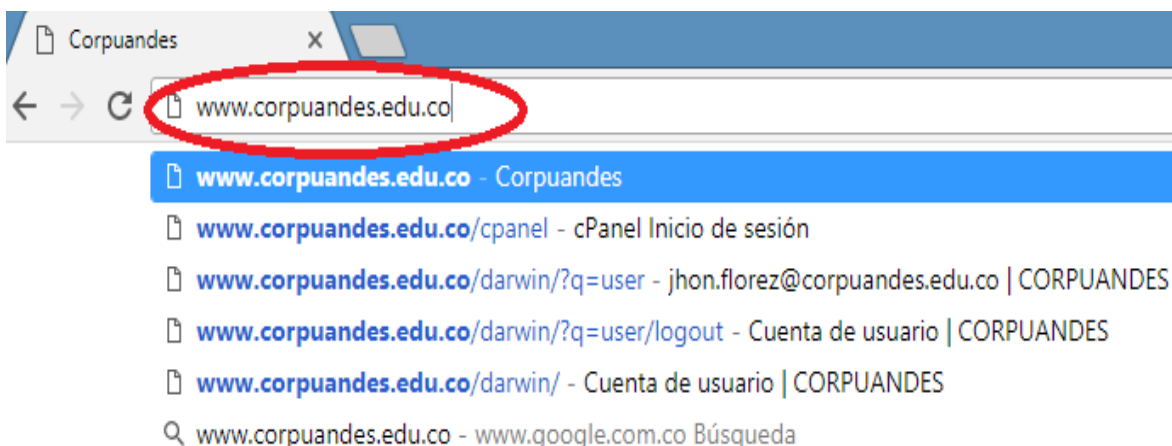 Corpuandes
www.corpuandes.edu.co
www.corpuandes.edu.co - Corpuandes
www.corpuandes.edu.co/cpanel - cPanel Inicio de sesión
www.corpuandes.edu.co/darwin/?q=user - jhon.florez@corpuandes.edu.co | CORPUANDES
www.corpuandes.edu.co/darwin/?q=user/logout - Cuenta de usuario | CORPUANDES
www.corpuandes.edu.co/darwin/ - Cuenta de usuario | CORPUANDES
www.corpuandes.edu.co - www.google.com.co Búsqueda